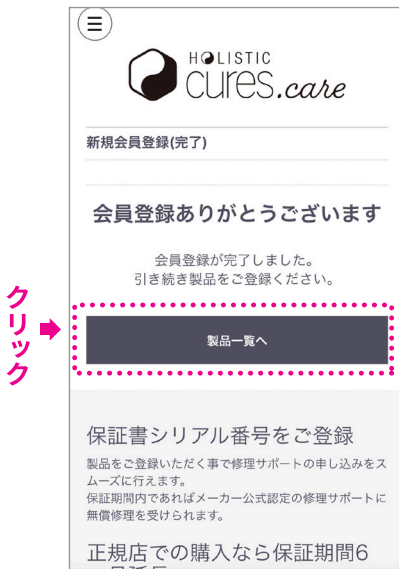 HOLISTIC
cures.care
新規会員登録(完了)
会員登録ありがとうございます
会員登録が完了しました。
引き続き製品をご登録ください。
クリック
製品一覧へ
保証書シリアル番号をご登録
製品をご登録いただく事で修理サポートの申し込みをス
ムーズに行えます。
保証期間内であればメーカー公式認定の修理サポートに
無償修理を受けられます。
正規店での購入なら保証期間6